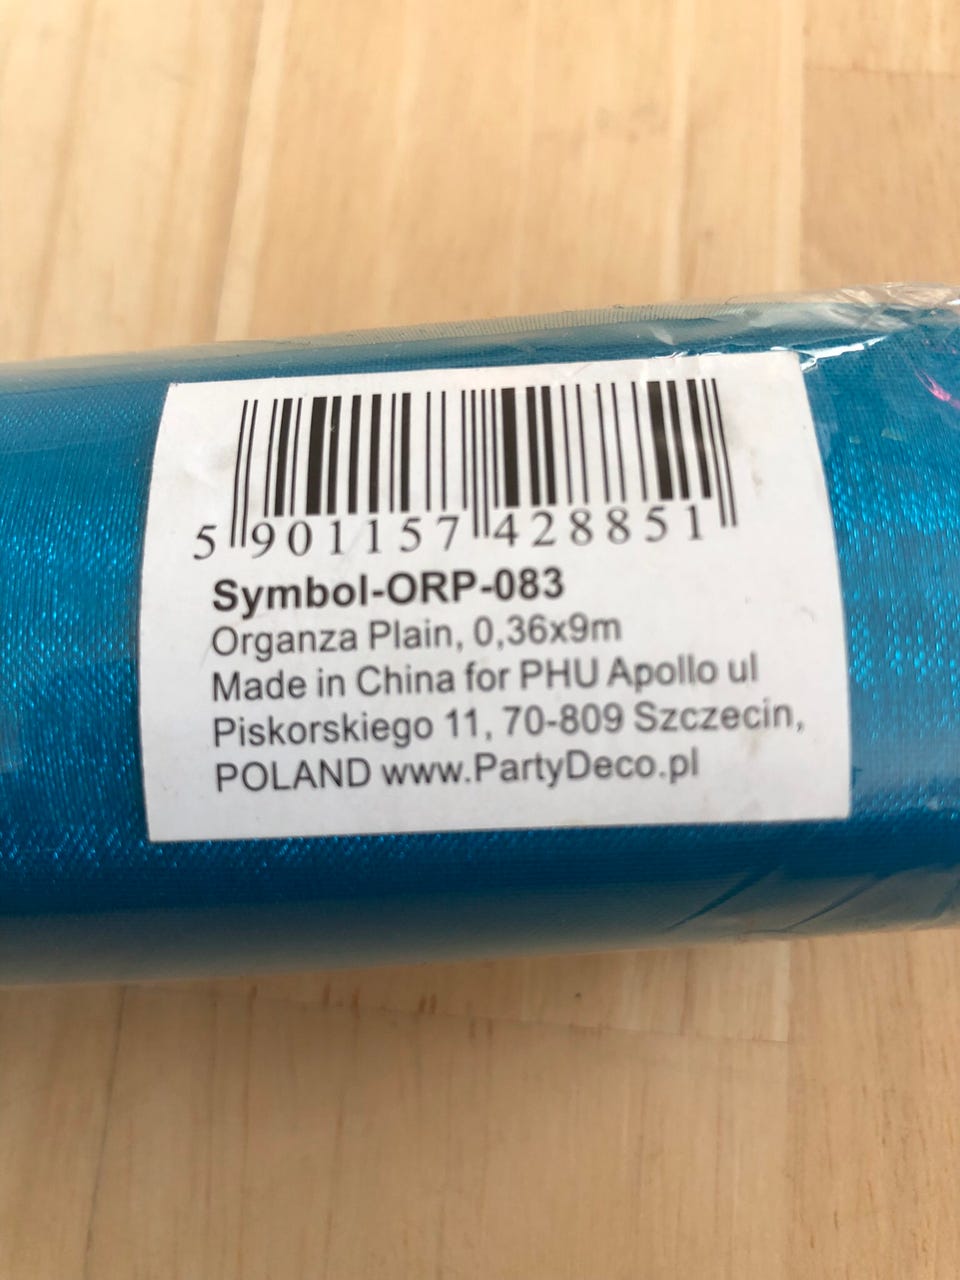 5 901157 428851
Symbol-ORP-083
Organza Plain, 0,36x9m
Made in China for PHU Apollo ul
Piskorskiego 11, 70-809 Szczecin,
POLAND www.PartyDeco.pl